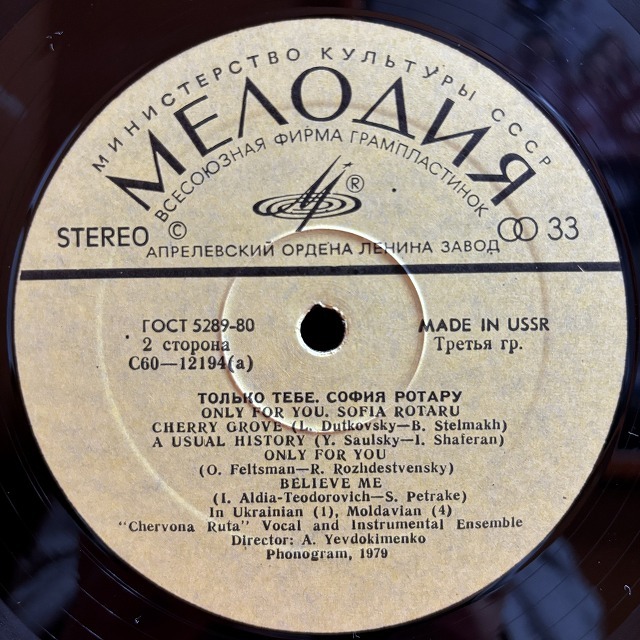 МИНИСТЕРСТВО КУЛЬТУРЫ СССР
МЕЛОДИЯ
ВСЕСОЮЗНАЯ ФИРМА ГРАМПЛАСТИНОК
®
STEREO © 33
АПРЕЛЕВСКИЙ ОРДЕНА ЛЕНИНА ЗАВОД
ГОСТ 5289-80 MADE IN USSR
2 сторона Третья гр.
С60—12194(а)
ТОЛЬКО ТЕБЕ. СОФИЯ РОТАРУ
ONLY FOR YOU. SOFIA ROTARU
CHERRY GROVE (L. Dutkovsky—B. Stelmakh)
A USUAL HISTORY (Y. Saulsky—I. Shaferan)
ONLY FOR YOU
(O. Feltsman—R. Rozhdestvensky)
BELIEVE ME
(I. Aldia-Teodorovich—S. Petrake)
In Ukrainian (1), Moldavian (4)
"Chervona Ruta" Vocal and Instrumental Ensemble
Director: A. Yevdokimenko
Phonogram, 1979